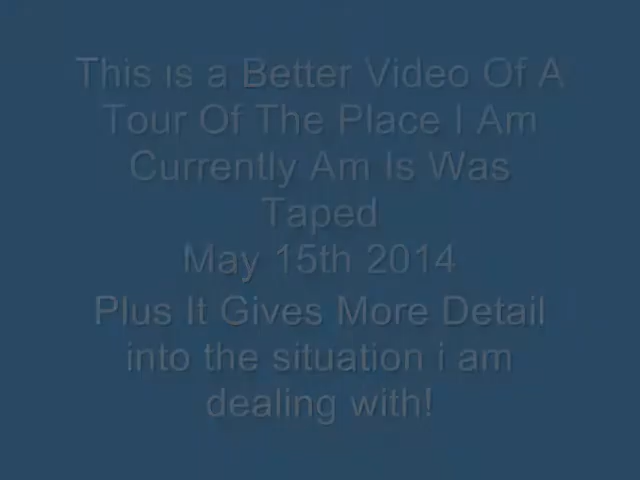 This is a Better Video Of A
Tour Of The Place I Am
Currently Am Is Was
Taped
May 15th 2014
Plus It Gives More Detail
into the situation i am
dealing with!